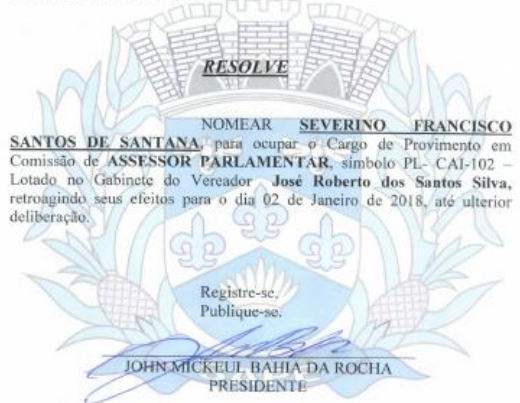 RESOLVE
NOMEAR SEVERINO FRANCISCO
SANTOS DE SANTANA, para ocupar o Cargo de Provimento em
Comissão de ASSESSOR PARLAMENTAR, símbolo PL- CAI-102 –
Lotado no Gabinete do Vereador José Roberto dos Santos Silva,
retroagindo seus efeitos para o dia 02 de Janeiro de 2018, até ulterior
deliberação.
Registre-se,
Publique-se.
JOHN MICKEUL BAHIA DA ROCHA
PRESIDENTE